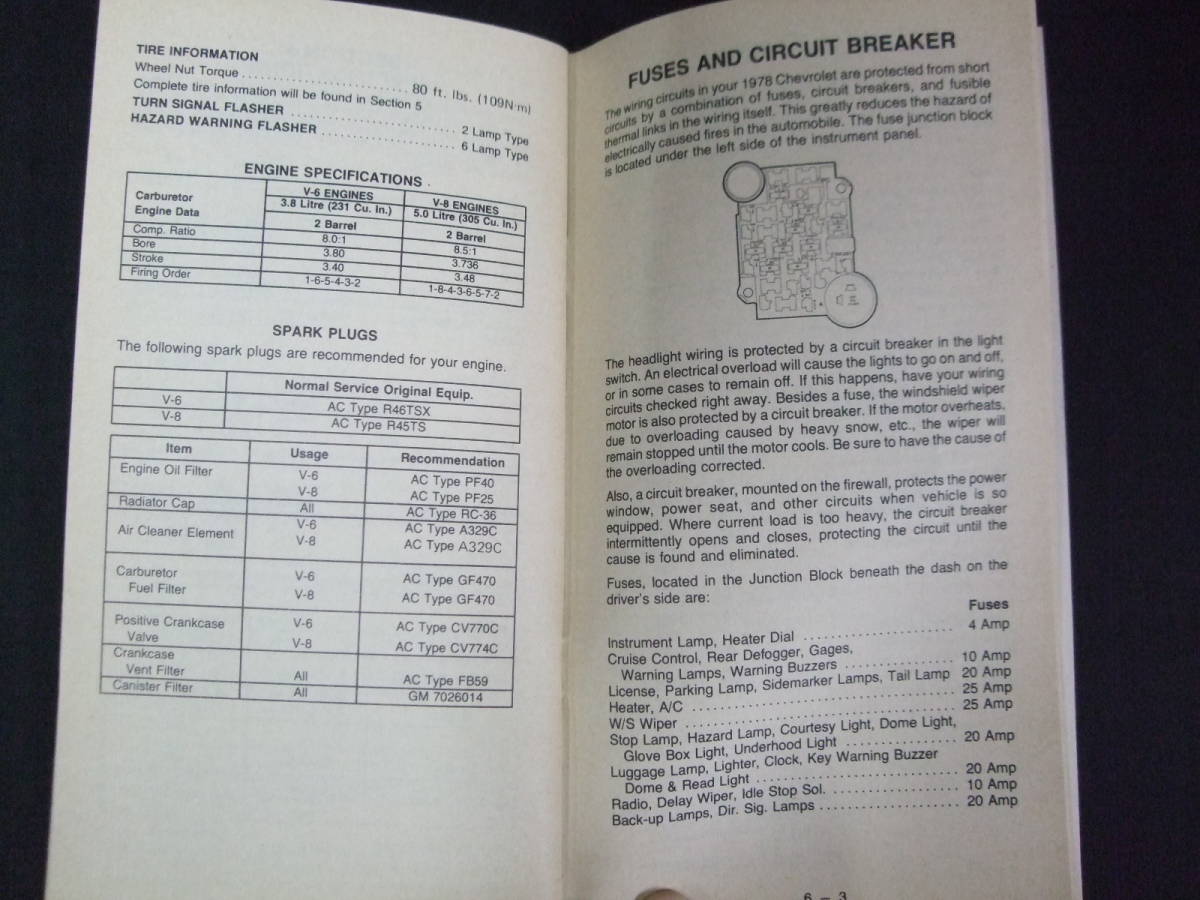 TIRE INFORMATION
Wheel Nut Torque ........................ 80 ft. lbs. (109N·m)
Complete tire information will be found in Section 5
TURN SIGNAL FLASHER ........................ 2 Lamp Type
HAZARD WARNING FLASHER ................... 6 Lamp Type
ENGINE SPECIFICATIONS
Carburetor Engine Data | V-6 ENGINES | V-8 ENGINES
3.8 Litre (231 Cu. In.) | 5.0 Litre (305 Cu. In.)
2 Barrel | 2 Barrel
Comp. Ratio | 8.0:1 | 8.5:1
Bore | 3.80 | 3.736
Stroke | 3.40 | 3.48
Firing Order | 1-6-5-4-3-2 | 1-8-4-3-6-5-7-2
SPARK PLUGS
The following spark plugs are recommended for your engine.
Normal Service Original Equip.
V-6 | AC Type R46TSX
V-8 | AC Type R45TS
Item | Usage | Recommendation
Engine Oil Filter | V-6 | AC Type PF40
V-8 | AC Type PF25
Radiator Cap | All | AC Type RC-36
Air Cleaner Element | V-6 | AC Type A329C
V-8 | AC Type A329C
Carburetor
Fuel Filter | V-6 | AC Type GF470
V-8 | AC Type GF470
Positive Crankcase | V-6 | AC Type CV770C
Valve | V-8 | AC Type CV774C
Crankcase
Vent Filter | All | AC Type FB59
Canister Filter | All | GM 7026014
FUSES AND CIRCUIT BREAKER
The wiring circuits in your 1978 Chevrolet are protected from short
circuits by a combination of fuses, circuit breakers, and fusible
thermal links in the wiring itself. This greatly reduces the hazard of
electrically caused fires in the automobile. The fuse junction block
is located under the left side of the instrument panel.
The headlight wiring is protected by a circuit breaker in the light
switch. An electrical overload will cause the lights to go on and off,
or in some cases to remain off. If this happens, have your wiring
circuits checked right away. Besides a fuse, the windshield wiper
motor is also protected by a circuit breaker. If the motor overheats,
due to overloading caused by heavy snow, etc., the wiper will
remain stopped until the motor cools. Be sure to have the cause of
the overloading corrected.
Also, a circuit breaker, mounted on the firewall, protects the power
window, power seat, and other circuits when vehicle is so
equipped. Where current load is too heavy, the circuit breaker
intermittently opens and closes, protecting the circuit until the
cause is found and eliminated.
Fuses, located in the Junction Block beneath the dash on the
driver's side are:
Fuses
Instrument Lamp, Heater Dial ...................... 4 Amp
Cruise Control, Rear Defogger, Gages,
Warning Lamps, Warning Buzzers ................ 10 Amp
License, Parking Lamp, Sidemarker Lamps, Tail Lamp 20 Amp
Heater, A/C ...................................... 25 Amp
W/S Wiper ....................................... 25 Amp
Stop Lamp, Hazard Lamp, Courtesy Light, Dome Light,
Glove Box Light, Underhood Light ................ 20 Amp
Luggage Lamp, Lighter, Clock, Key Warning Buzzer
Dome & Read Light ............................. 20 Amp
Radio, Delay Wiper, Idle Stop Sol. ................... 10 Amp
Back-up Lamps, Dir. Sig. Lamps .................... 20 Amp
6 – 3